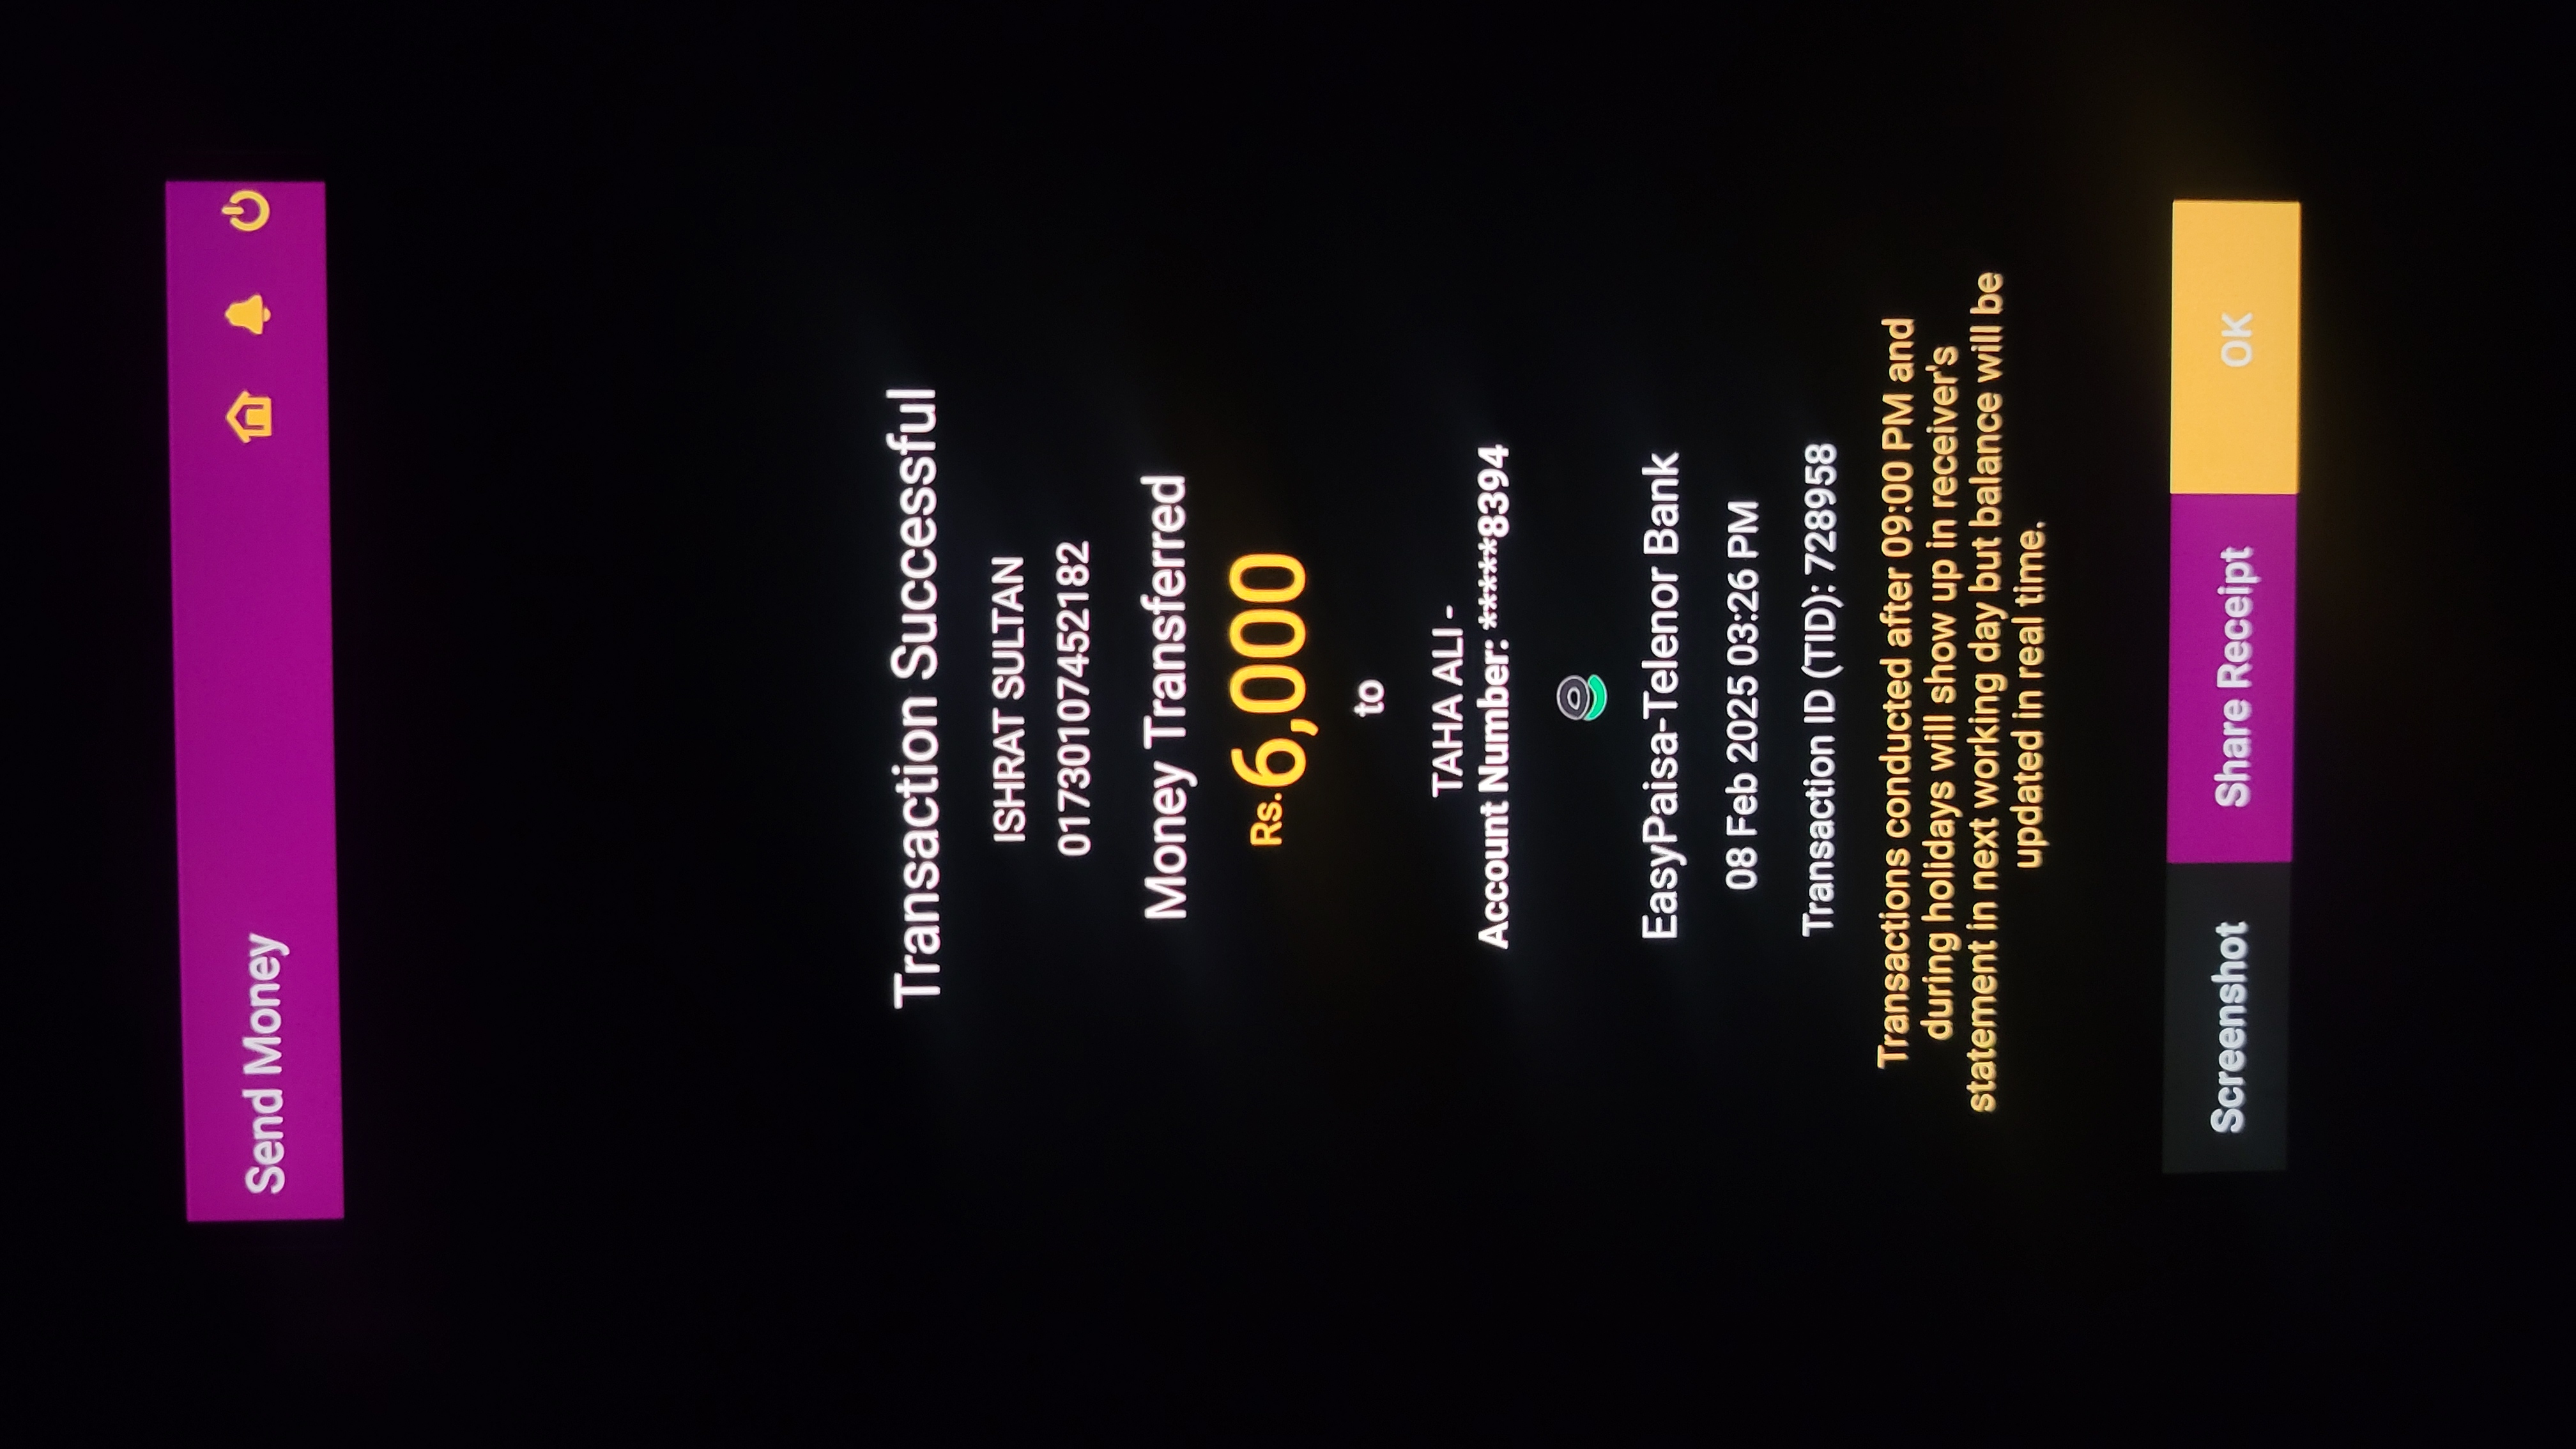 Send Money
Transaction Successful
ISHRAT SULTAN
01730107452182
Money Transferred
Rs.6,000
to
TAHA ALI -
Account Number: *****8394
EasyPaisa-Telenor Bank
08 Feb 2025 03:26 PM
Transaction ID (TID): 728958
Transactions conducted after 09:00 PM and
during holidays will show up in receiver's
statement in next working day but balance will be
updated in real time.
Screenshot
Share Receipt
OK